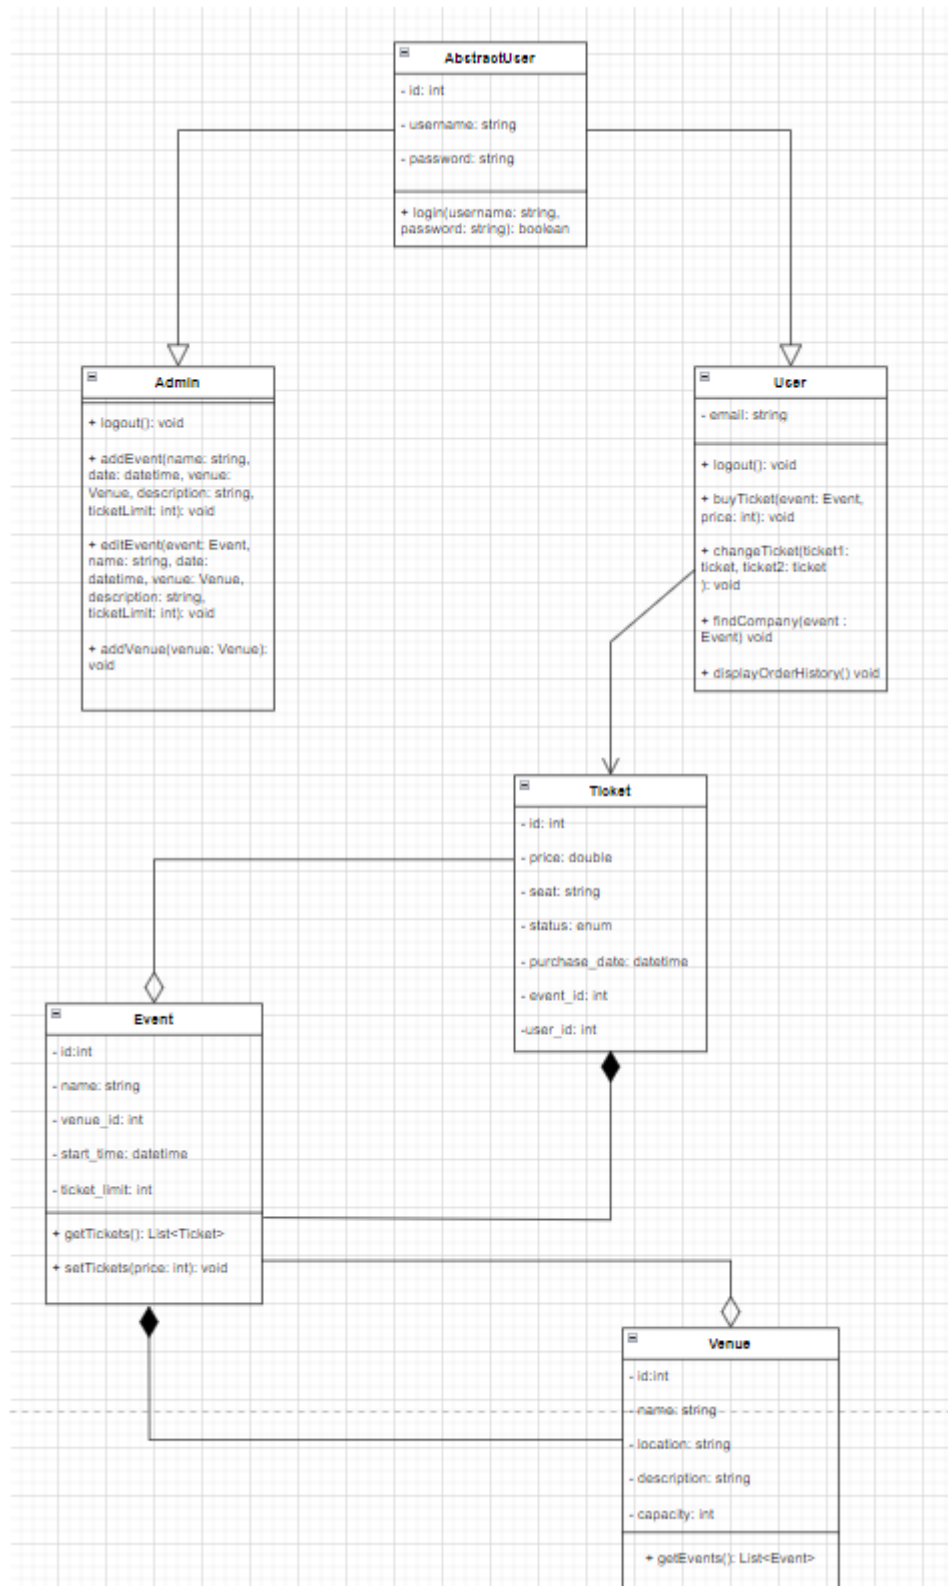 AbstractUser
- id: int
- username: string
- password: string
+ login(username: string,
password: string): boolean
Admin
+ logout(): void
+ addEvent(name: string,
date: datetime, venue:
Venue, description: string,
ticketLimit: int): void
+ editEvent(event: Event,
name: string, date:
datetime, venue: Venue,
description: string,
ticketLimit: int): void
+ addVenue(venue: Venue):
void
User
- email: string
+ logout(): void
+ buyTicket(event: Event,
price: int): void
+ changeTicket(ticket1:
ticket, ticket2: ticket
): void
+ findCompany(event :
Event) void
+ displayOrderHistory() void
Ticket
- id: int
- price: double
- seat: string
- status: enum
- purchase_date: datetime
- event_id: int
-user_id: int
Event
- id:int
- name: string
- venue_id: int
- start_time: datetime
- ticket_limit: int
+ getTickets(): List<Ticket>
+ setTickets(price: int): void
Venue
- id:int
- name: string
- location: string
- description: string
- capacity: int
+ getEvents(): List<Event>